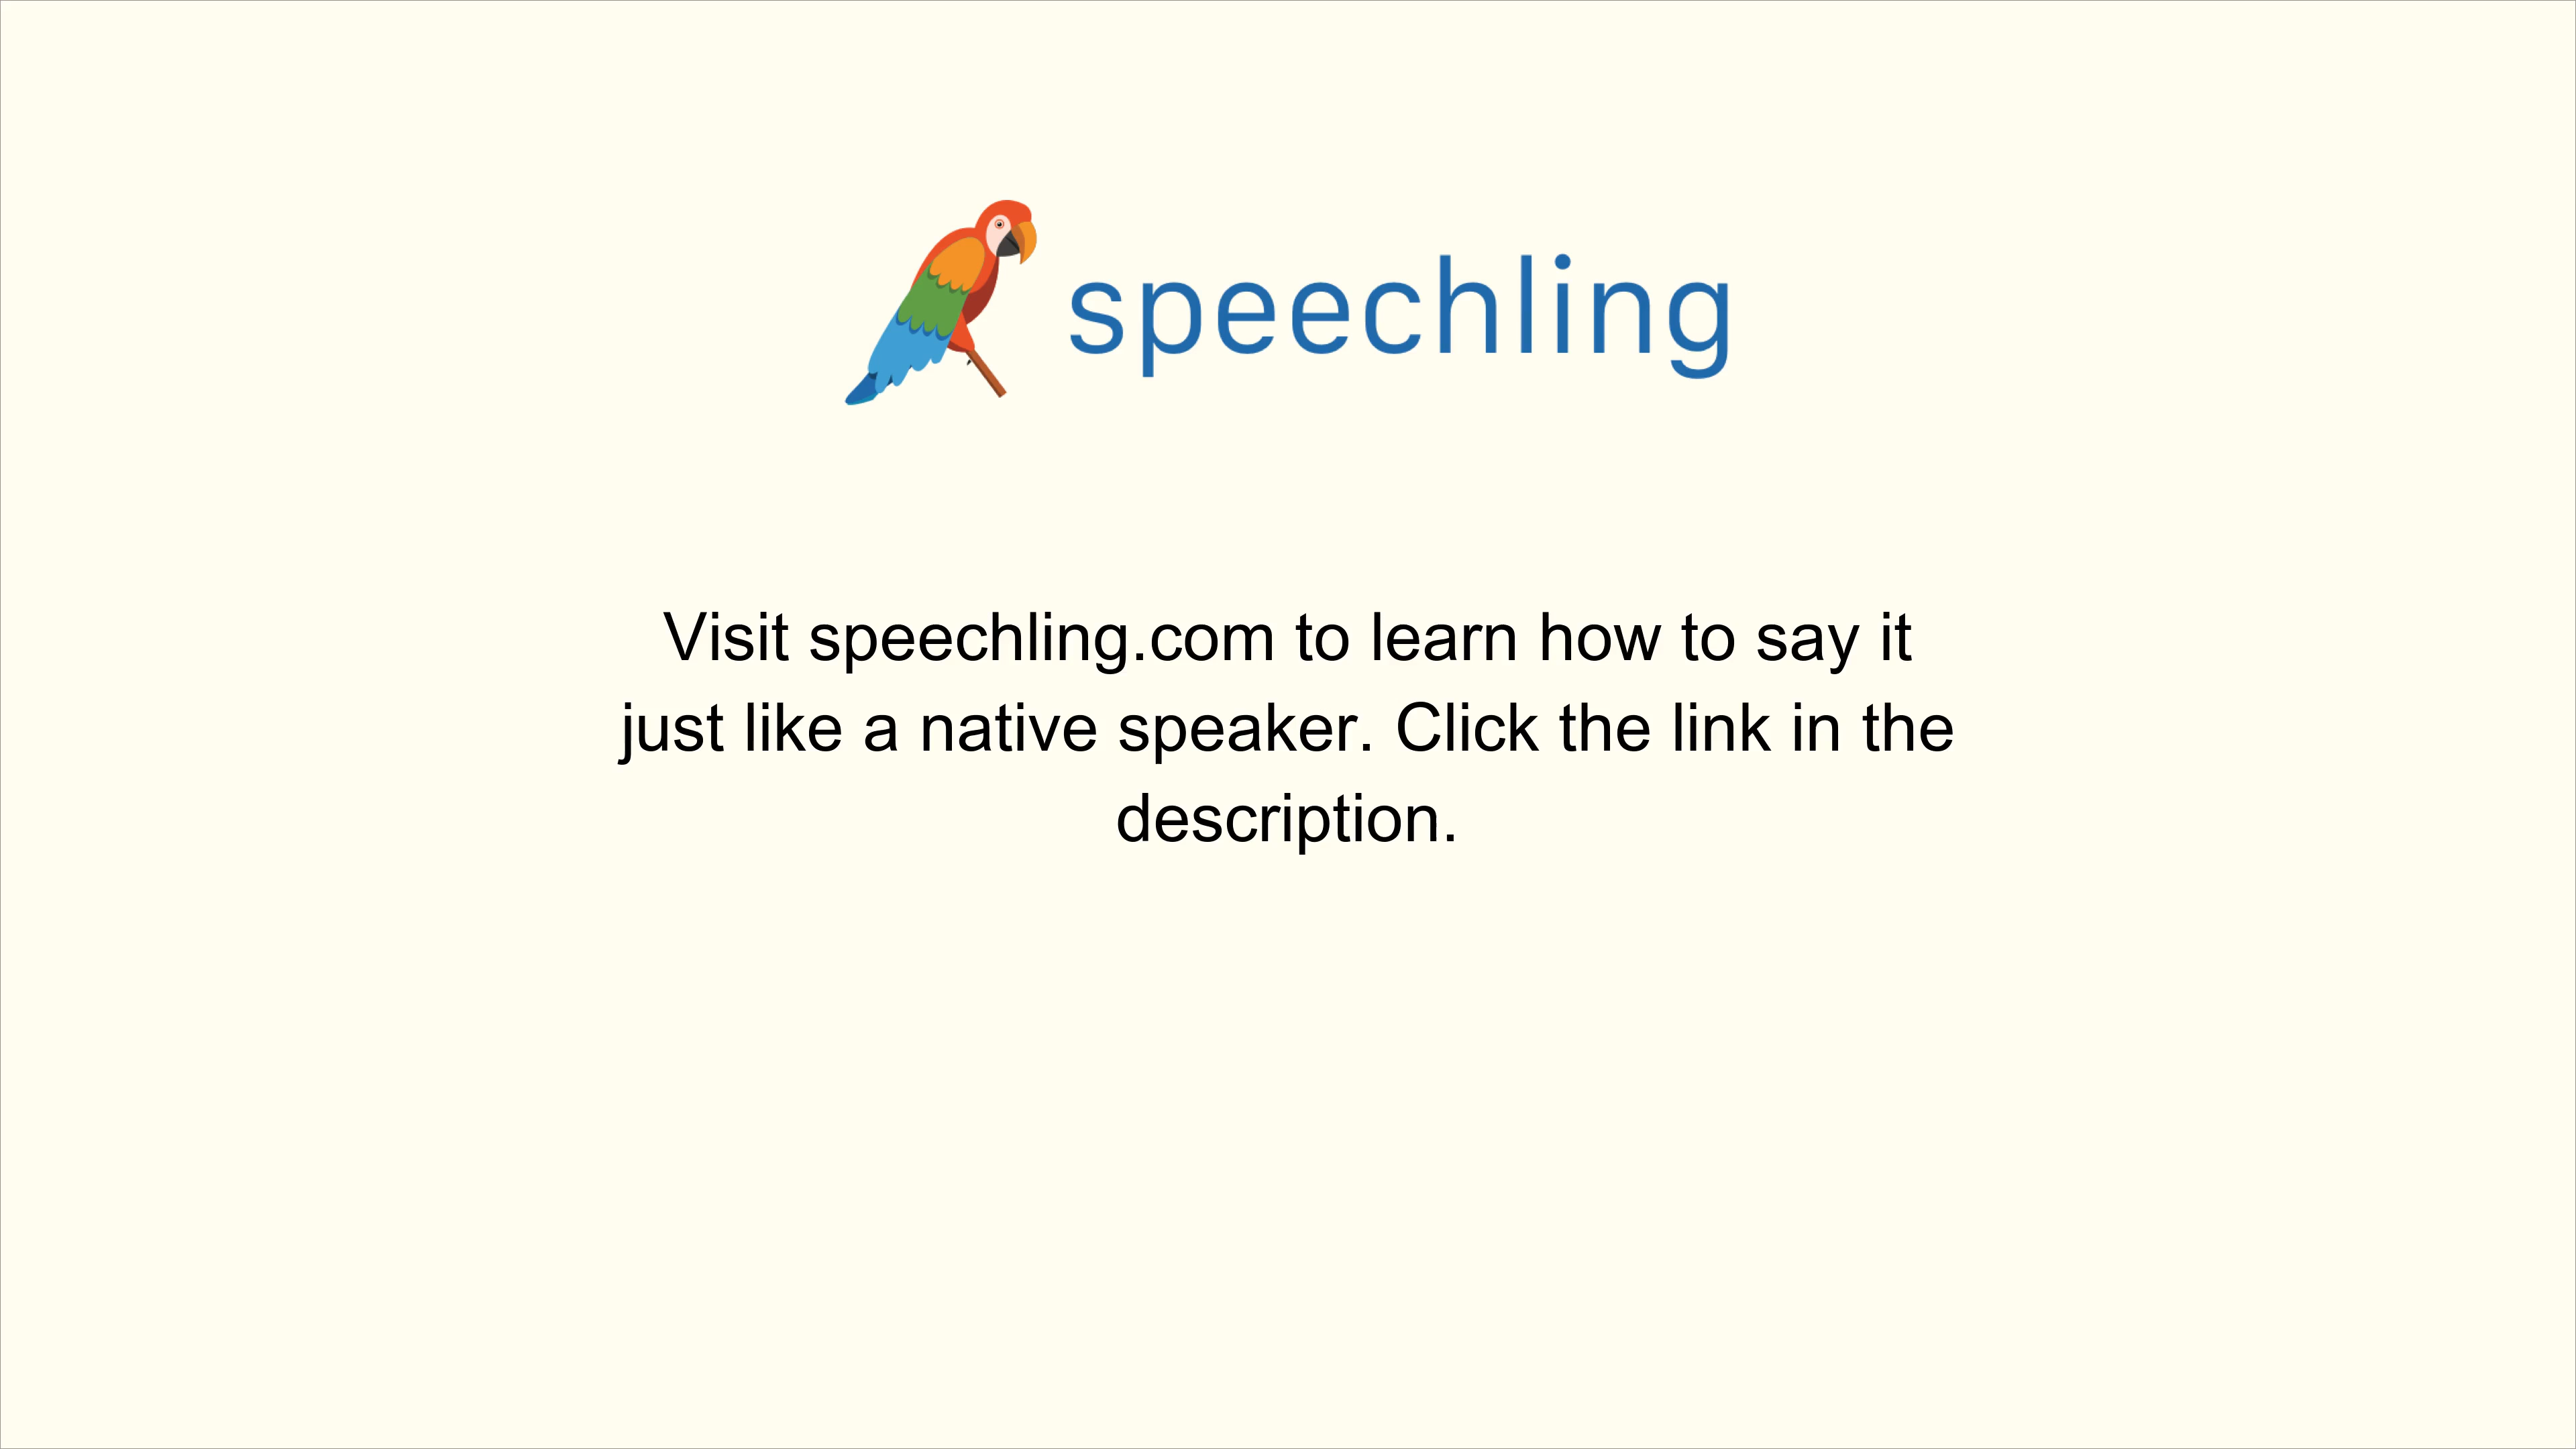 speechling
Visit speechling.com to learn how to say it
just like a native speaker. Click the link in the
description.